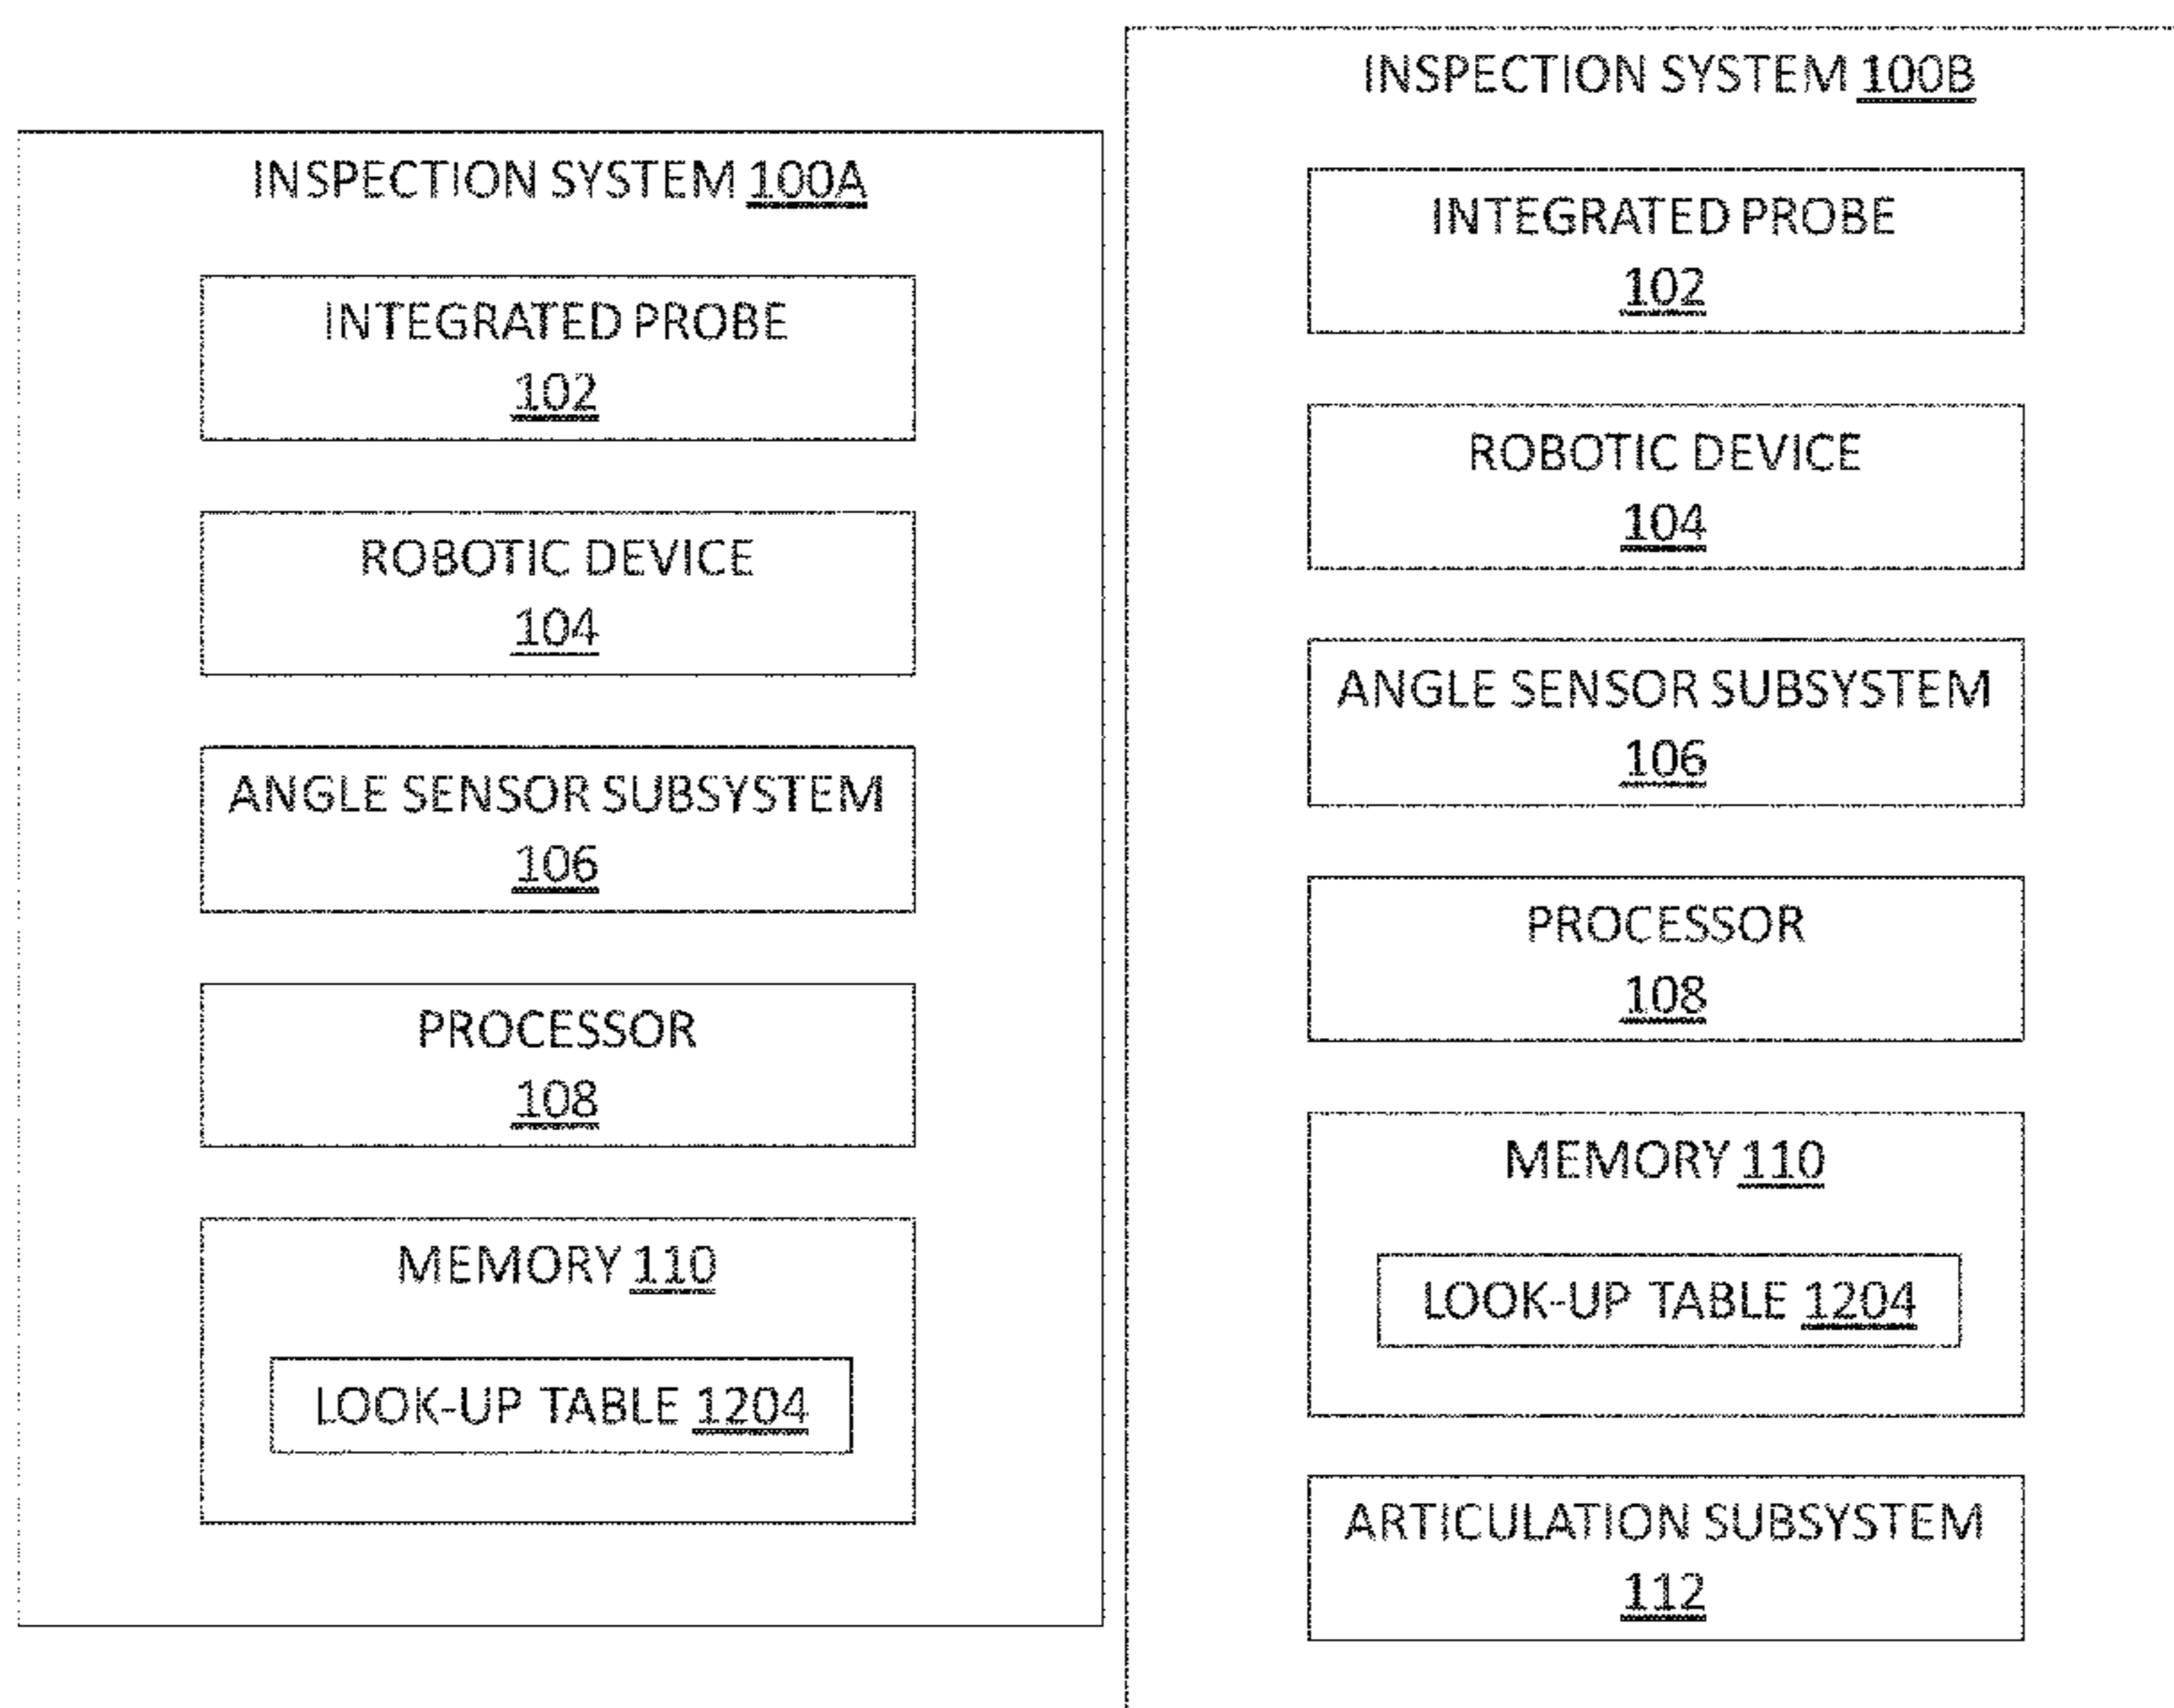 INSPECTION SYSTEM 100A
INTEGRATED PROBE
102
ROBOTIC DEVICE
104
ANGLE SENSOR SUBSYSTEM
106
PROCESSOR
108
MEMORY 110
LOOK-UP TABLE 1204
INSPECTION SYSTEM 100B
INTEGRATED PROBE
102
ROBOTIC DEVICE
104
ANGLE SENSOR SUBSYSTEM
106
PROCESSOR
108
MEMORY 110
LOOK-UP TABLE 1204
ARTICULATION SUBSYSTEM
112